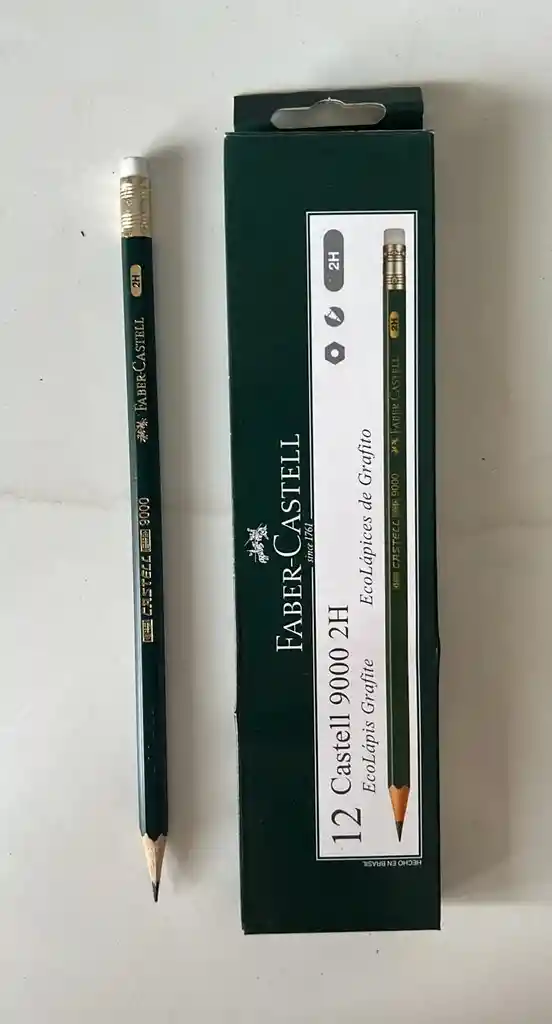 2H
FABER-CASTELL
CASTELL 9000
FABER-CASTELL
since 1761
12 Castell 9000 2H
EcoLápis Grafite EcoLápices de Grafito
2H
CASTELL 9000 FABER-CASTELL 2H
HECHO EN BRASIL